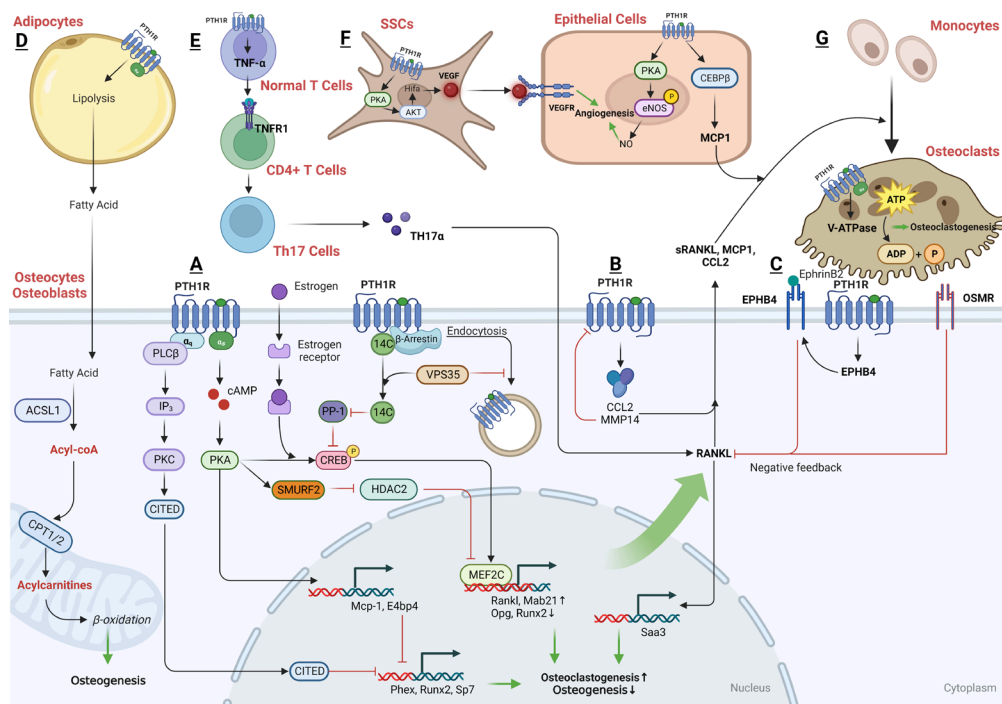 Adipocytes
D
PTH1R
αs
Lipolysis
Fatty Acid
E
PTH1R
TNF-α
Normal T Cells
TNFR1
CD4+ T Cells
Th17 Cells
TH17α
F
SSCs
PTH1R
PKA
Hifa
AKT
VEGF
Epithelial Cells
PTH1R
VEGFR
Angiogenesis
PKA
eNOS
P
NO
CEBPβ
MCP1
G
Monocytes
Osteoclasts
PTH1R
αs
V-ATPase
ATP
Osteoclastogenesis
ADP
+
P
sRANKL, MCP1,
CCL2
Osteocytes
Osteoblasts
Fatty Acid
ACSL1
Acyl-coA
CPT1/2
Acylcarnitines
β-oxidation
Osteogenesis
A
PTH1R
αq
αs
PLCβ
IP3
PKC
CITED
cAMP
PKA
Estrogen
Estrogen
receptor
PTH1R
14C
β-Arrestin
Endocytosis
VPS35
14C
PP-1
CREB
P
SMURF2
HDAC2
MEF2C
Rankl, Mab21↑
Opg, Runx2↓
Mcp-1, E4bp4
CITED
Phex, Runx2, Sp7
Osteoclastogenesis↑
Osteogenesis↓
Saa3
Nucleus
Cytoplasm
B
PTH1R
CCL2
MMP14
RANKL
Negative feedback
C
EphrinB2
EPHB4
PTH1R
EPHB4
OSMR